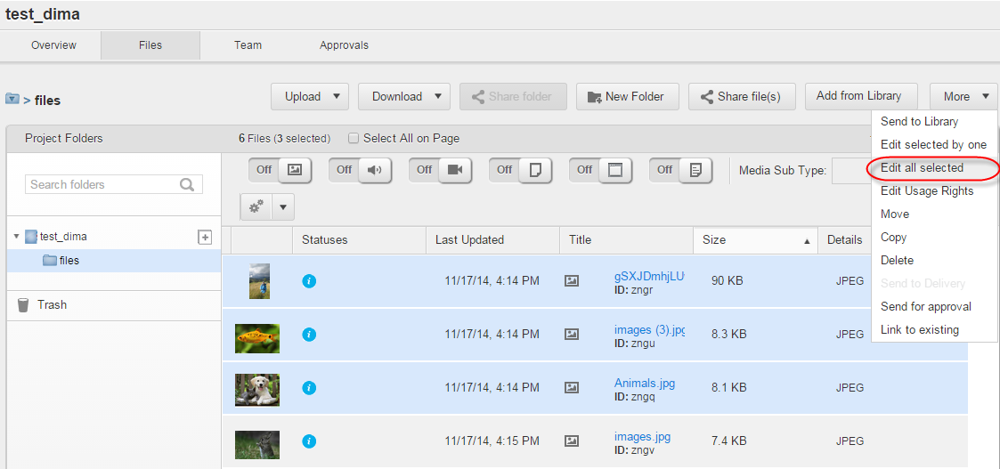 test_dima
Overview Files Team Approvals
> files
Upload Download Share folder New Folder Share file(s) Add from Library More
Send to Library
Edit selected by one
Edit all selected
Edit Usage Rights
Move
Copy
Delete
Send to Delivery
Send for approval
Link to existing
Project Folders
Search folders
test_dima
files
Trash
6 Files (3 selected) Select All on Page
Off Off Off Off Off Off Media Sub Type:
Statuses Last Updated Title Size Details
11/17/14, 4:14 PM gSXJDmhjLU 90 KB JPEG
ID: zngr
11/17/14, 4:14 PM images (3).jpg 8.3 KB JPEG
ID: zngu
11/17/14, 4:14 PM Animals.jpg 8.1 KB JPEG
ID: zngq
11/17/14, 4:15 PM images.jpg 7.4 KB JPEG
ID: zngv